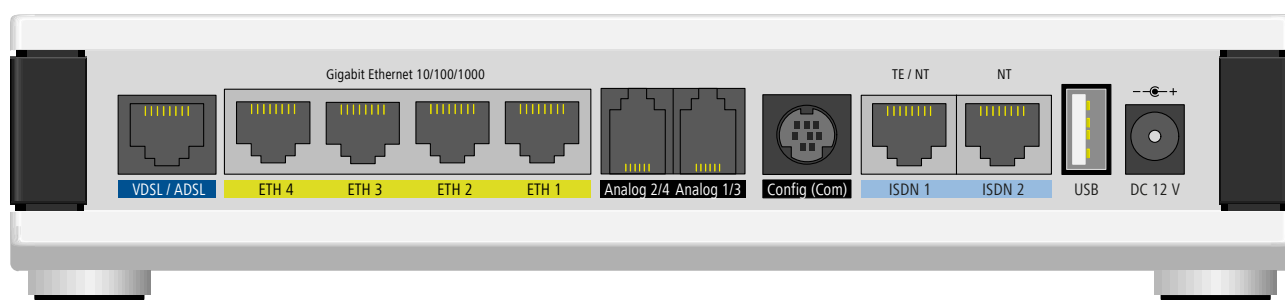 Gigabit Ethernet 10/100/1000
TE / NT
NT
VDSL / ADSL
ETH 4
ETH 3
ETH 2
ETH 1
Analog 2/4
Analog 1/3
Config (Com)
ISDN 1
ISDN 2
USB
DC 12 V